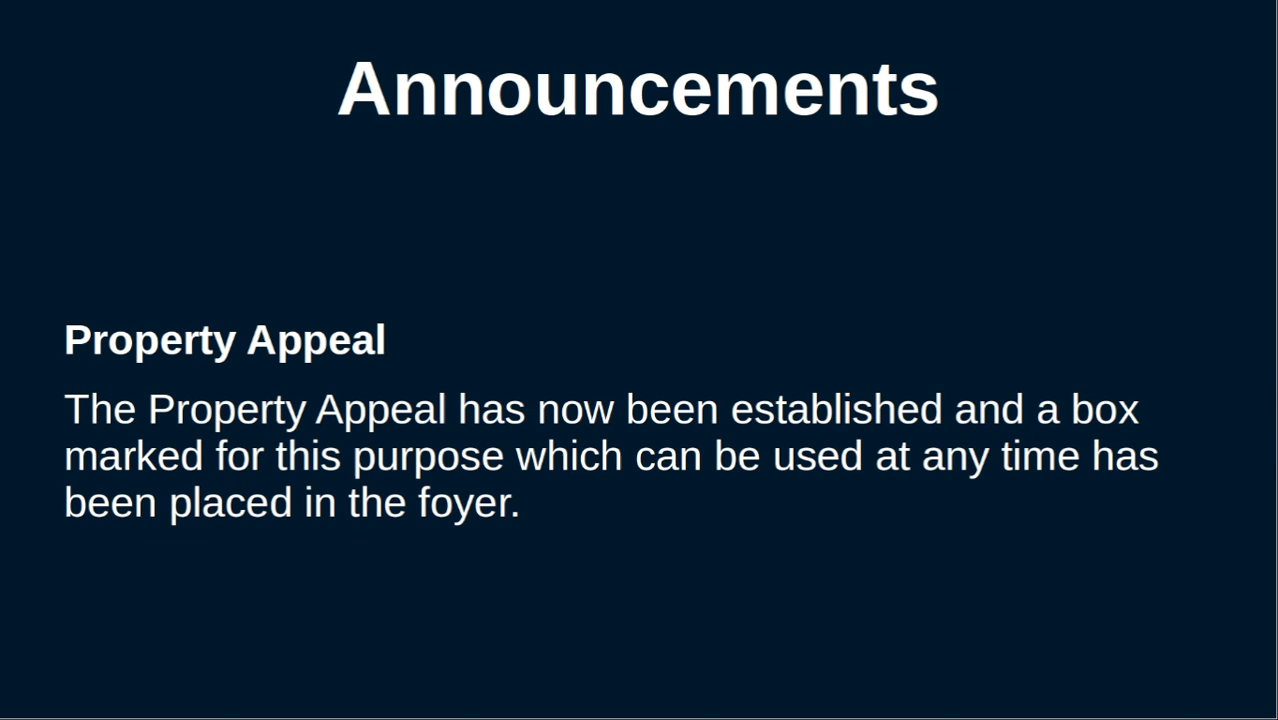 Announcements
Property Appeal
The Property Appeal has now been established and a box
marked for this purpose which can be used at any time has
been placed in the foyer.